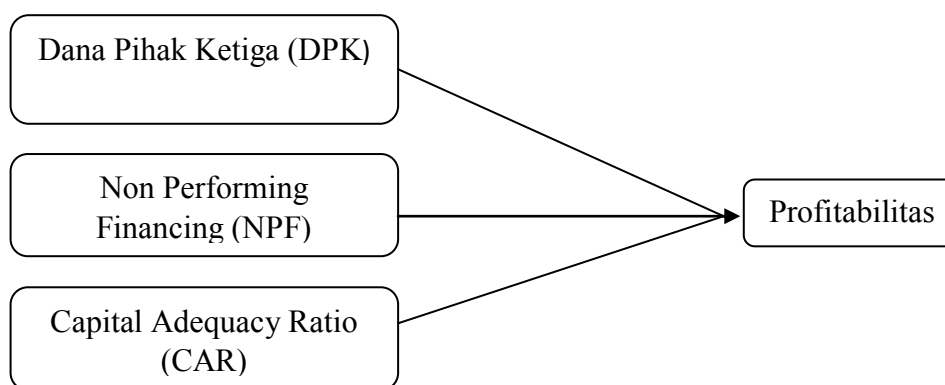 Dana Pihak Ketiga (DPK)
Non Performing
Financing (NPF)
Profitabilitas
Capital Adequacy Ratio
(CAR)